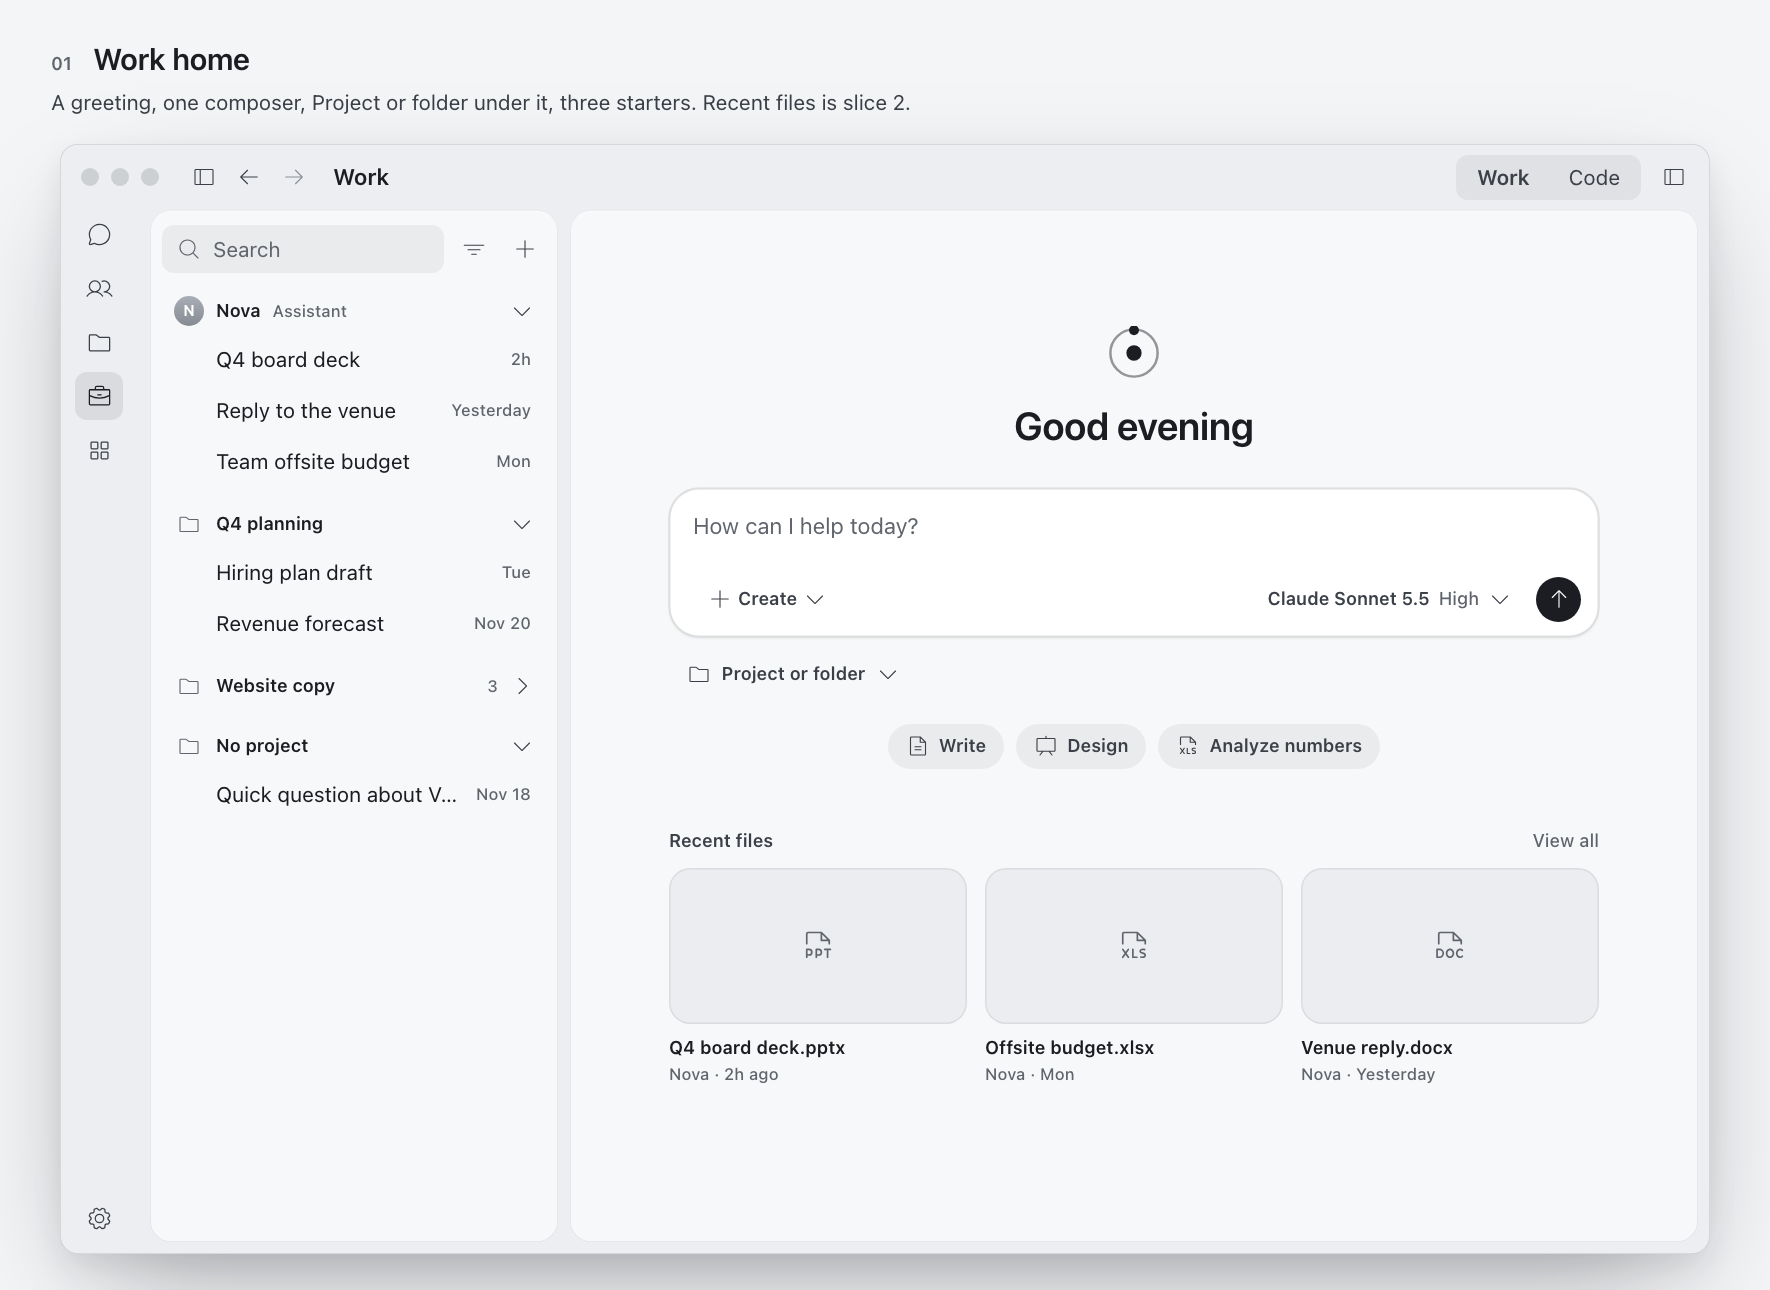 01 Work home
A greeting, one composer, Project or folder under it, three starters. Recent files is slice 2.
Work
Work Code
Search
N Nova Assistant
Q4 board deck 2h
Reply to the venue Yesterday
Team offsite budget Mon
Q4 planning
Hiring plan draft Tue
Revenue forecast Nov 20
Website copy 3
No project
Quick question about V... Nov 18
Good evening
How can I help today?
Create
Claude Sonnet 5.5 High
Project or folder
Write
Design
XLS Analyze numbers
Recent files View all
PPT
XLS
DOC
Q4 board deck.pptx
Nova · 2h ago
Offsite budget.xlsx
Nova · Mon
Venue reply.docx
Nova · Yesterday